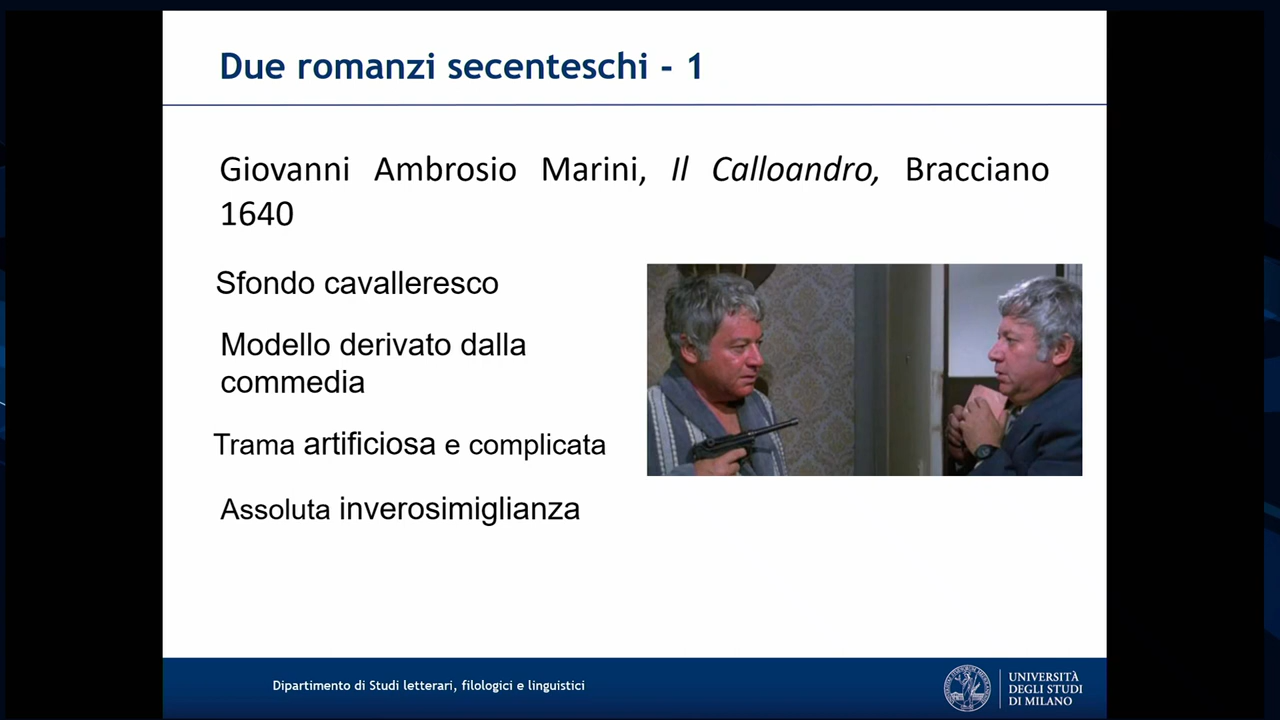 Due romanzi secenteschi - 1
Giovanni Ambrosio Marini, Il Calloandro, Bracciano
1640
Sfondo cavalleresco
Modello derivato dalla
commedia
Trama artificiosa e complicata
Assoluta inverosimiglianza
Dipartimento di Studi letterari, filologici e linguistici
UNIVERSITÀ
DEGLI STUDI
DI MILANO